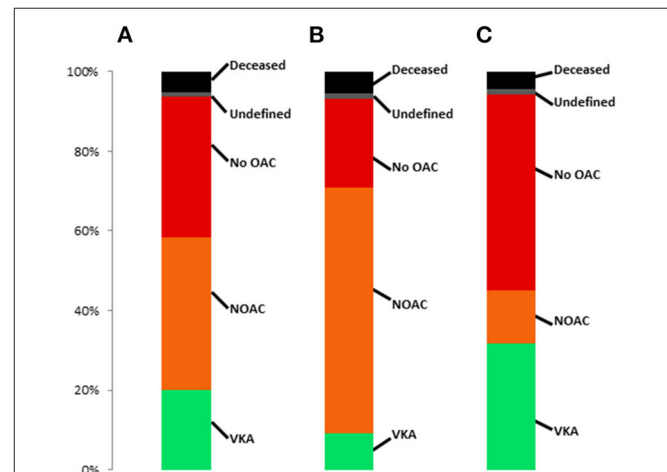 A
B
C
100%
80%
60%
40%
20%
0%
Deceased
Undefined
No OAC
NOAC
VKA
Deceased
Undefined
No OAC
NOAC
VKA
Deceased
Undefined
No OAC
NOAC
VKA